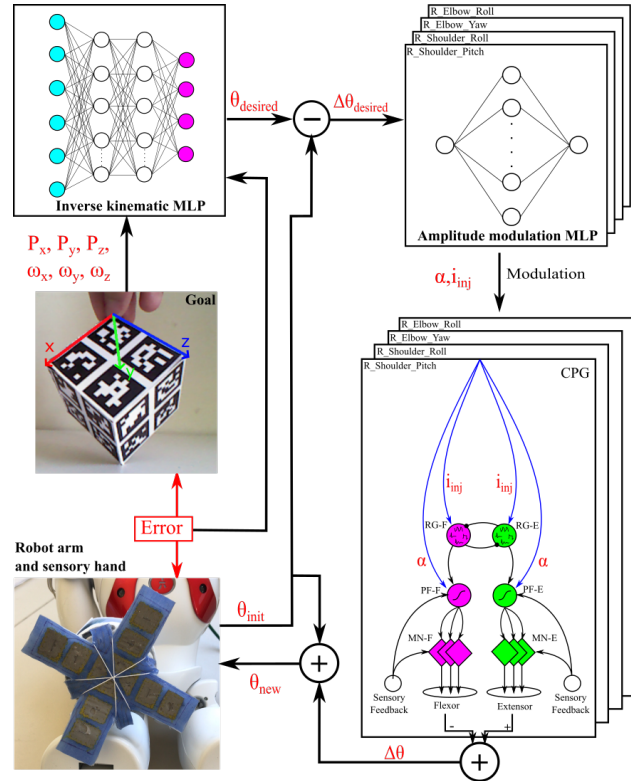 R_Elbow_Roll
R_Elbow_Yaw
R_Shoulder_Roll
R_Shoulder_Pitch
θdesired
Δθdesired
Inverse kinematic MLP
Amplitude modulation MLP
Px, Py, Pz,
ωx, ωy, ωz
α,iinj
Modulation
Goal
x
y
z
R_Elbow_Roll
R_Elbow_Yaw
R_Shoulder_Roll
R_Shoulder_Pitch
CPG
iinj
iinj
RG-F
RG-E
Error
α
α
PF-F
PF-E
Robot arm
and sensory hand
θinit
MN-F
MN-E
θnew
Sensory
Feedback
Sensory
Feedback
Flexor
Extensor
-
+
Δθ